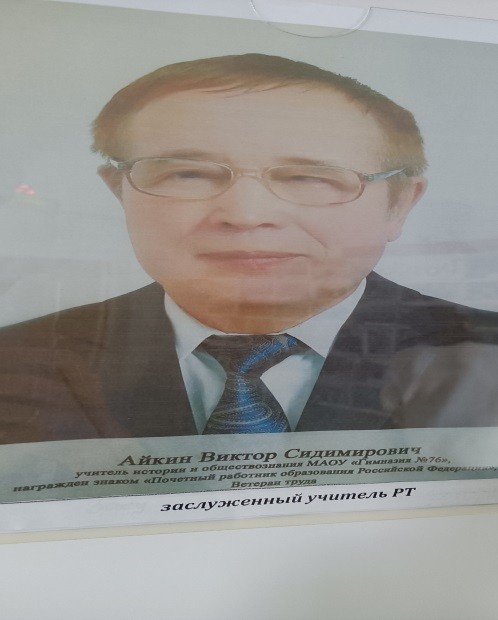 Айкин Виктор Сидимирович
учитель истории и обществознания МАОУ «Гимназия №76»,
награжден знаком «Почетный работник образования Российской Федерации»
Ветеран труда
заслуженный учитель РТ